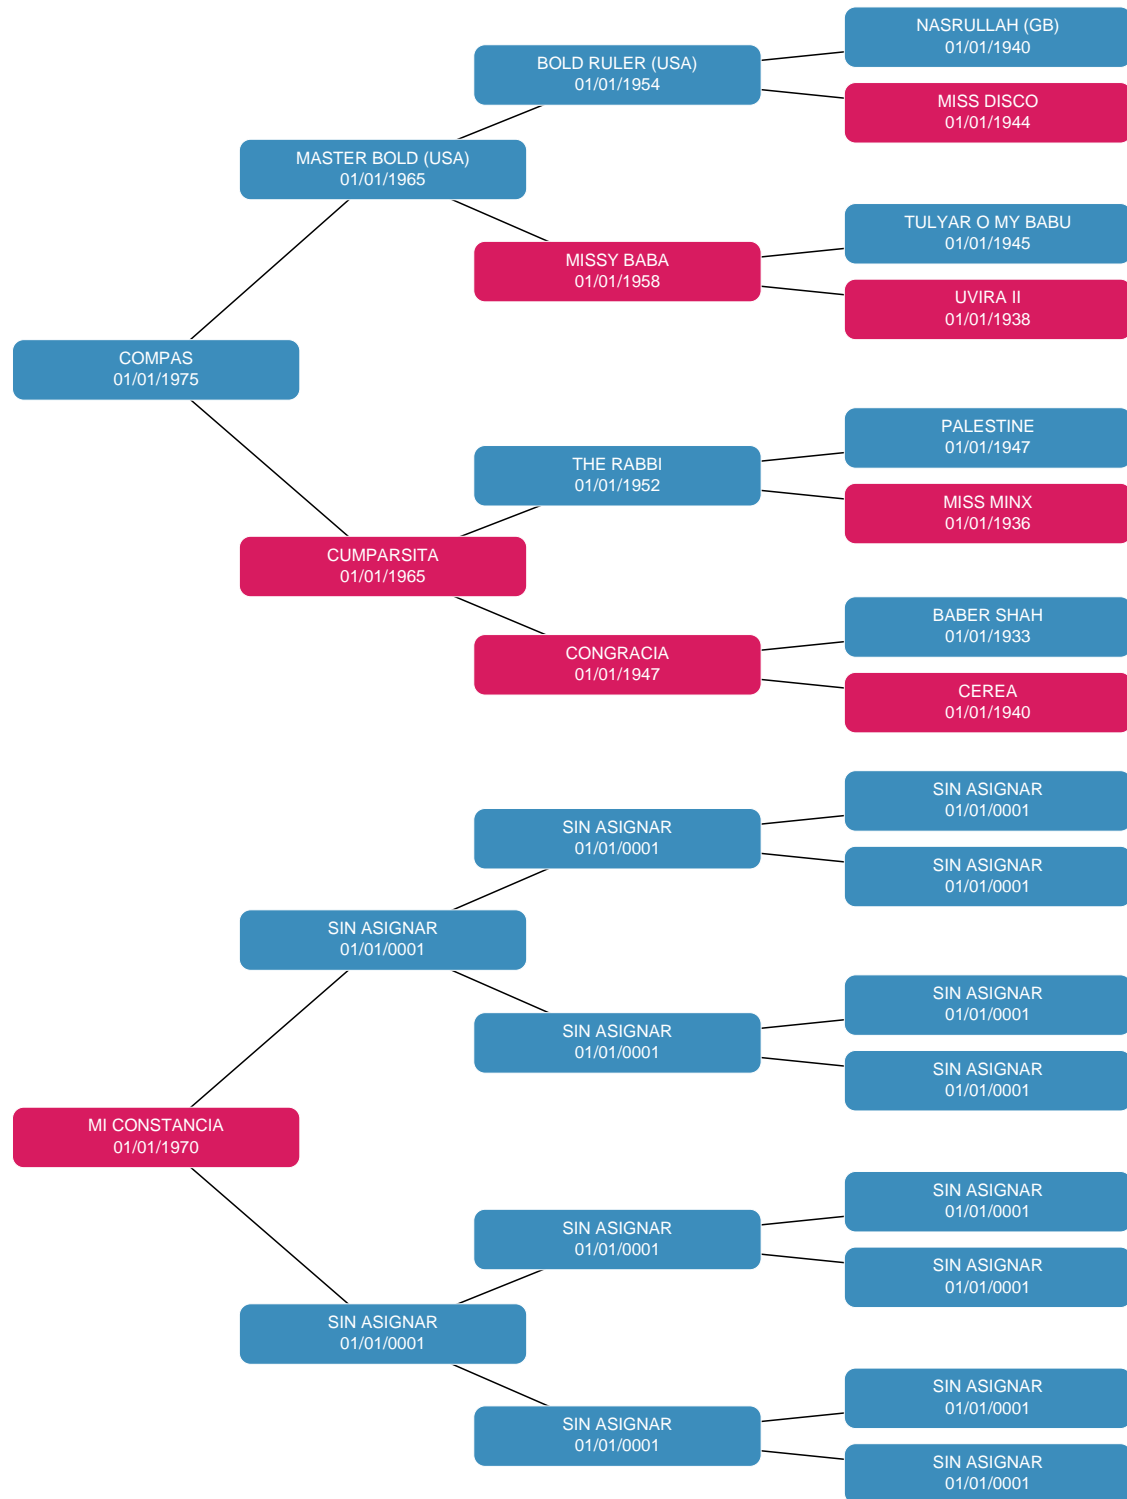 NASRULLAH (GB)
01/01/1940
BOLD RULER (USA)
01/01/1954
MISS DISCO
01/01/1944
MASTER BOLD (USA)
01/01/1965
TULYAR O MY BABU
01/01/1945
MISSY BABA
01/01/1958
UVIRA II
01/01/1938
COMPAS
01/01/1975
PALESTINE
01/01/1947
THE RABBI
01/01/1952
MISS MINX
01/01/1936
CUMPARSITA
01/01/1965
BABER SHAH
01/01/1933
CONGRACIA
01/01/1947
CEREA
01/01/1940
SIN ASIGNAR
01/01/0001
SIN ASIGNAR
01/01/0001
SIN ASIGNAR
01/01/0001
SIN ASIGNAR
01/01/0001
SIN ASIGNAR
01/01/0001
SIN ASIGNAR
01/01/0001
SIN ASIGNAR
01/01/0001
MI CONSTANCIA
01/01/1970
SIN ASIGNAR
01/01/0001
SIN ASIGNAR
01/01/0001
SIN ASIGNAR
01/01/0001
SIN ASIGNAR
01/01/0001
SIN ASIGNAR
01/01/0001
SIN ASIGNAR
01/01/0001
SIN ASIGNAR
01/01/0001